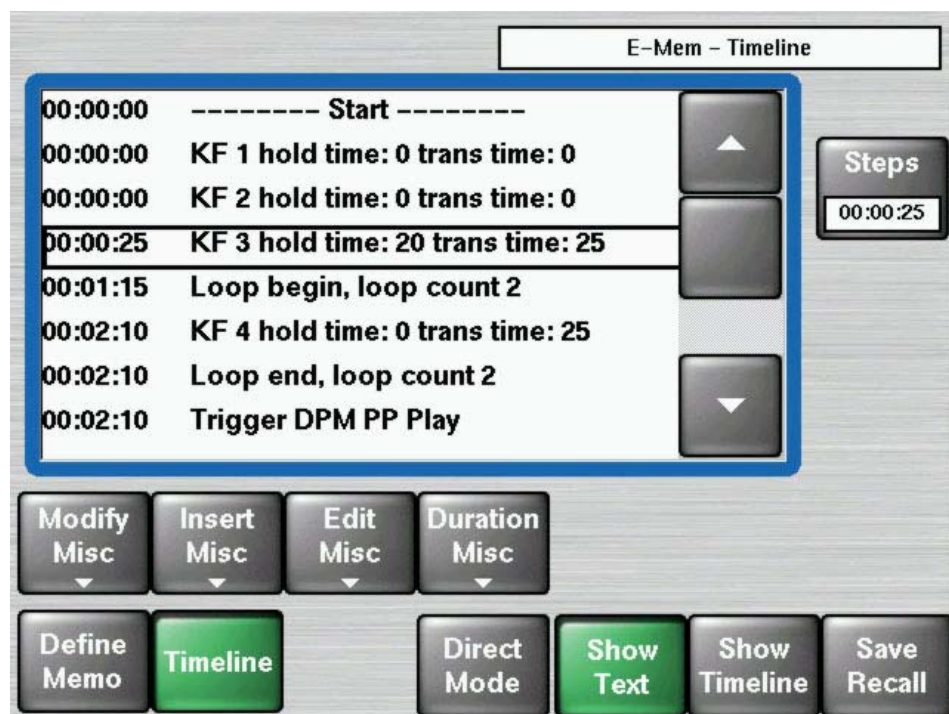 E-Mem – Timeline
00:00:00 -------- Start --------
00:00:00 KF 1 hold time: 0 trans time: 0
00:00:00 KF 2 hold time: 0 trans time: 0
00:00:25 KF 3 hold time: 20 trans time: 25
00:01:15 Loop begin, loop count 2
00:02:10 KF 4 hold time: 0 trans time: 25
00:02:10 Loop end, loop count 2
00:02:10 Trigger DPM PP Play
Steps
00:00:25
Modify
Misc
Insert
Misc
Edit
Misc
Duration
Misc
Define
Memo
Timeline
Direct
Mode
Show
Text
Show
Timeline
Save
Recall